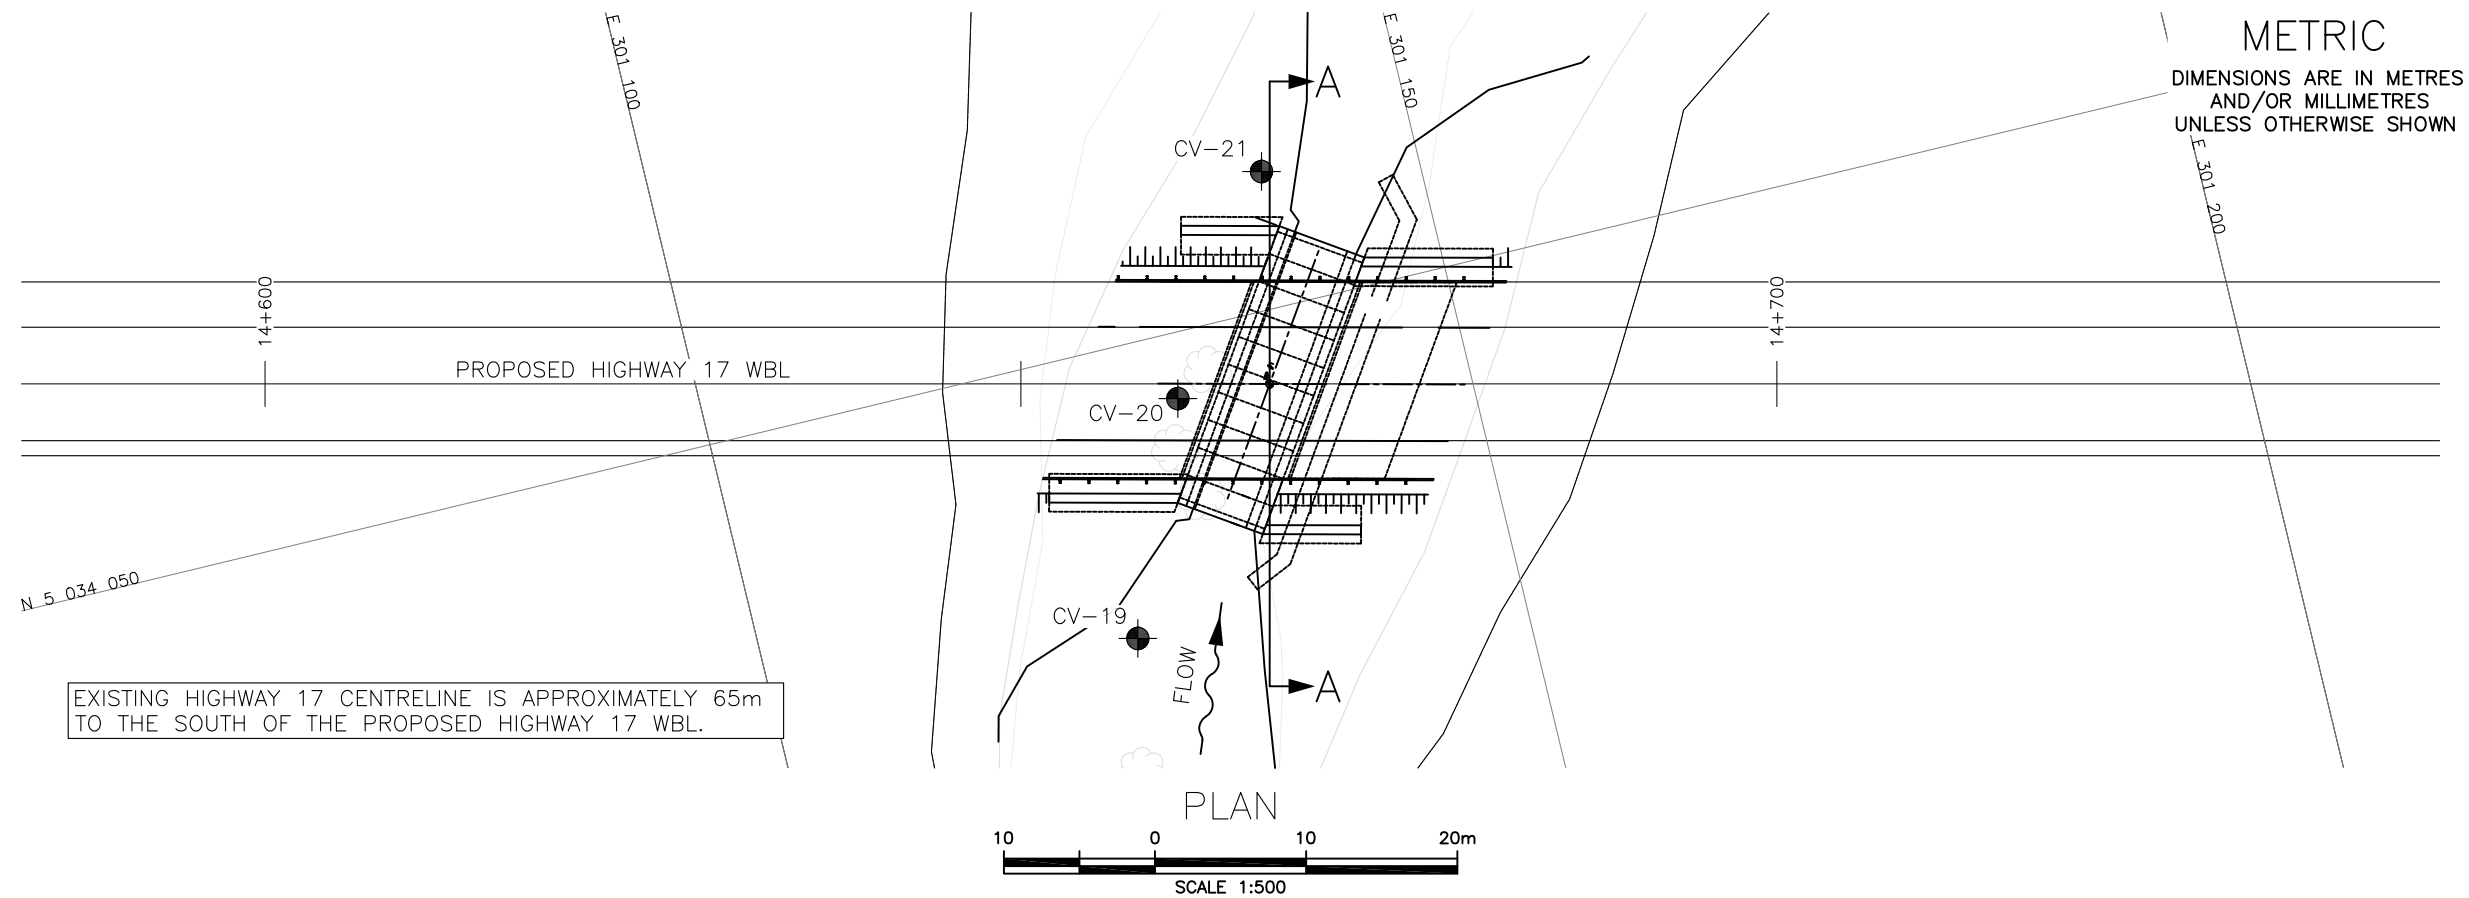 METRIC
DIMENSIONS ARE IN METRES
AND/OR MILLIMETRES
UNLESS OTHERWISE SHOWN
E 301 100
E 301 150
E 301 200
A
CV-21
14+600
14+700
PROPOSED HIGHWAY 17 WBL
CV-20
N 5 034 050
CV-19
FLOW
A
EXISTING HIGHWAY 17 CENTRELINE IS APPROXIMATELY 65m
TO THE SOUTH OF THE PROPOSED HIGHWAY 17 WBL.
PLAN
10 0 10 20m
SCALE 1:500